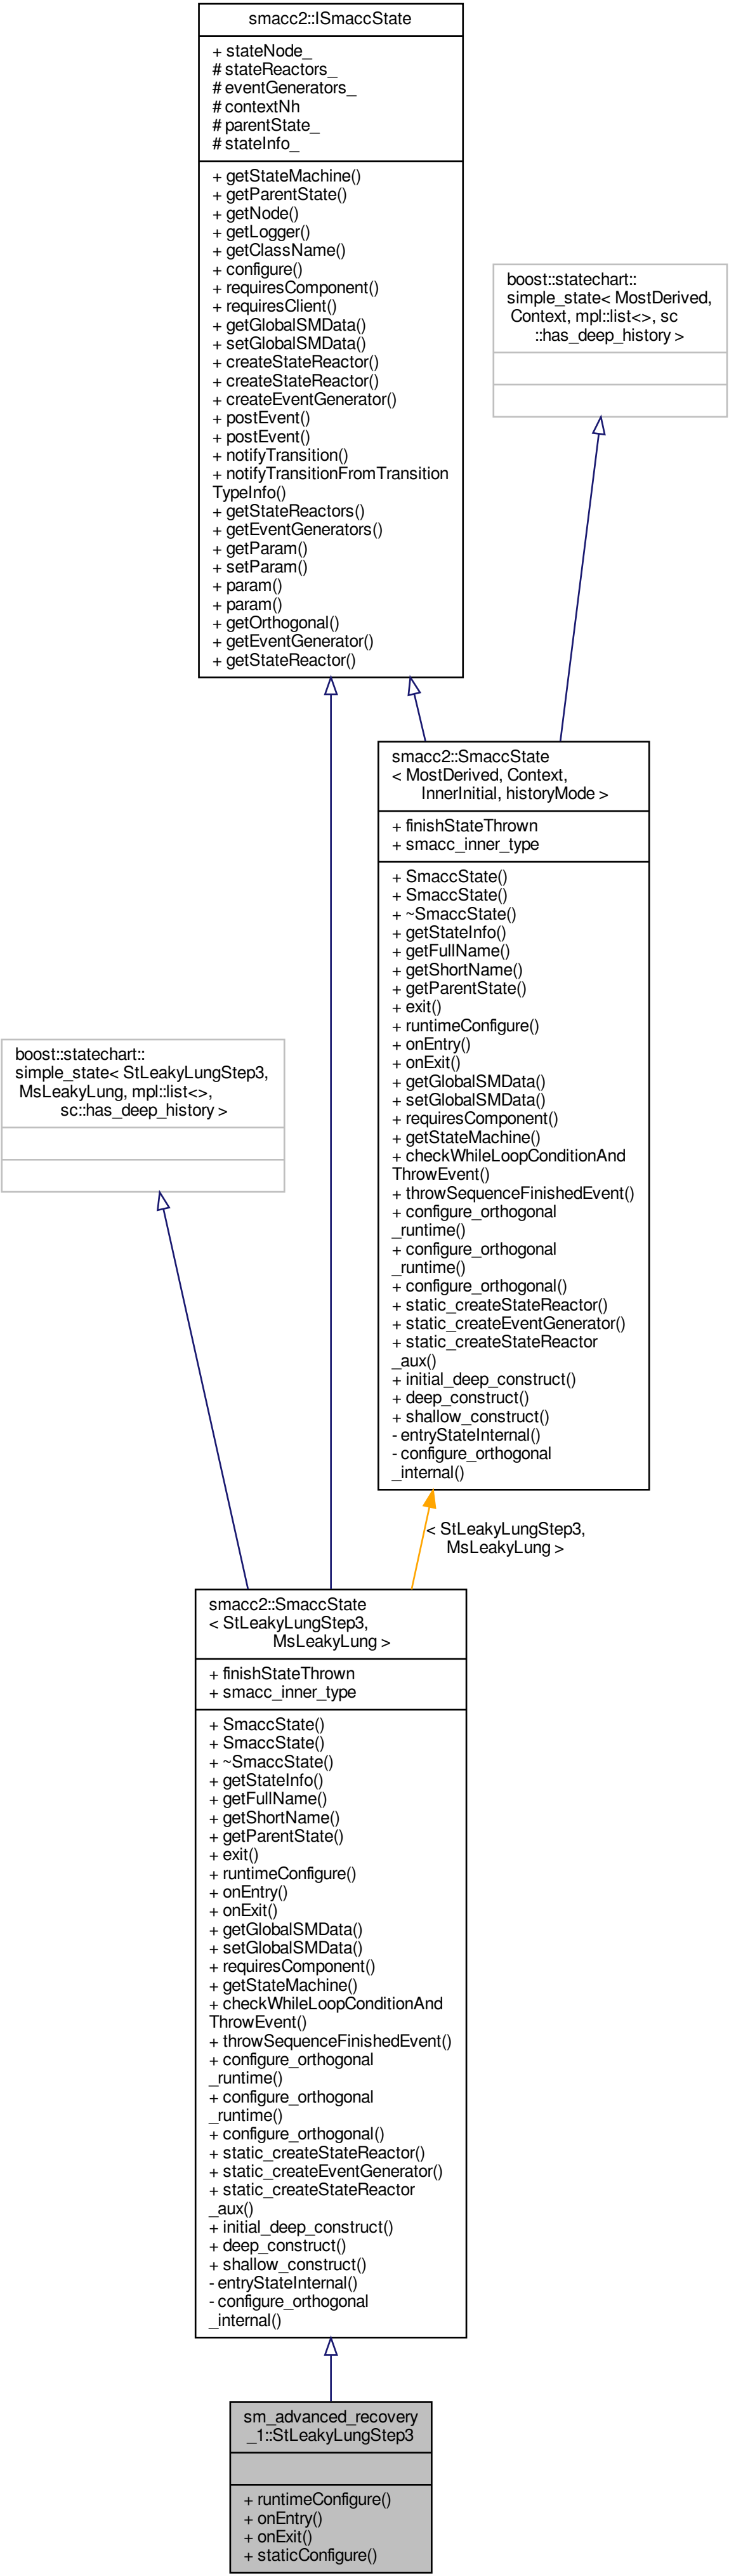 smacc2::ISmaccState
+ stateNode_
# stateReactors_
# eventGenerators_
# contextNh
# parentState_
# stateInfo_
+ getStateMachine()
+ getParentState()
+ getNode()
+ getLogger()
+ getClassName()
+ configure()
+ requiresComponent()
+ requiresClient()
+ getGlobalSMData()
+ setGlobalSMData()
+ createStateReactor()
+ createStateReactor()
+ createEventGenerator()
+ postEvent()
+ postEvent()
+ notifyTransition()
+ notifyTransitionFromTransition
TypeInfo()
+ getStateReactors()
+ getEventGenerators()
+ getParam()
+ setParam()
+ param()
+ param()
+ getOrthogonal()
+ getEventGenerator()
+ getStateReactor()
boost::statechart::
simple_state< MostDerived,
Context, mpl::list<>, sc
::has_deep_history >
smacc2::SmaccState
< MostDerived, Context,
InnerInitial, historyMode >
+ finishStateThrown
+ smacc_inner_type
+ SmaccState()
+ SmaccState()
+ ~SmaccState()
+ getStateInfo()
+ getFullName()
+ getShortName()
+ getParentState()
+ exit()
+ runtimeConfigure()
+ onEntry()
+ onExit()
+ getGlobalSMData()
+ setGlobalSMData()
+ requiresComponent()
+ getStateMachine()
+ checkWhileLoopConditionAnd
ThrowEvent()
+ throwSequenceFinishedEvent()
+ configure_orthogonal
_runtime()
+ configure_orthogonal
_runtime()
+ configure_orthogonal()
+ static_createStateReactor()
+ static_createEventGenerator()
+ static_createStateReactor
_aux()
+ initial_deep_construct()
+ deep_construct()
+ shallow_construct()
- entryStateInternal()
- configure_orthogonal
_internal()
boost::statechart::
simple_state< StLeakyLungStep3,
MsLeakyLung, mpl::list<>,
sc::has_deep_history >
< StLeakyLungStep3,
MsLeakyLung >
smacc2::SmaccState
< StLeakyLungStep3,
MsLeakyLung >
+ finishStateThrown
+ smacc_inner_type
+ SmaccState()
+ SmaccState()
+ ~SmaccState()
+ getStateInfo()
+ getFullName()
+ getShortName()
+ getParentState()
+ exit()
+ runtimeConfigure()
+ onEntry()
+ onExit()
+ getGlobalSMData()
+ setGlobalSMData()
+ requiresComponent()
+ getStateMachine()
+ checkWhileLoopConditionAnd
ThrowEvent()
+ throwSequenceFinishedEvent()
+ configure_orthogonal
_runtime()
+ configure_orthogonal
_runtime()
+ configure_orthogonal()
+ static_createStateReactor()
+ static_createEventGenerator()
+ static_createStateReactor
_aux()
+ initial_deep_construct()
+ deep_construct()
+ shallow_construct()
- entryStateInternal()
- configure_orthogonal
_internal()
sm_advanced_recovery
_1::StLeakyLungStep3
+ runtimeConfigure()
+ onEntry()
+ onExit()
+ staticConfigure()